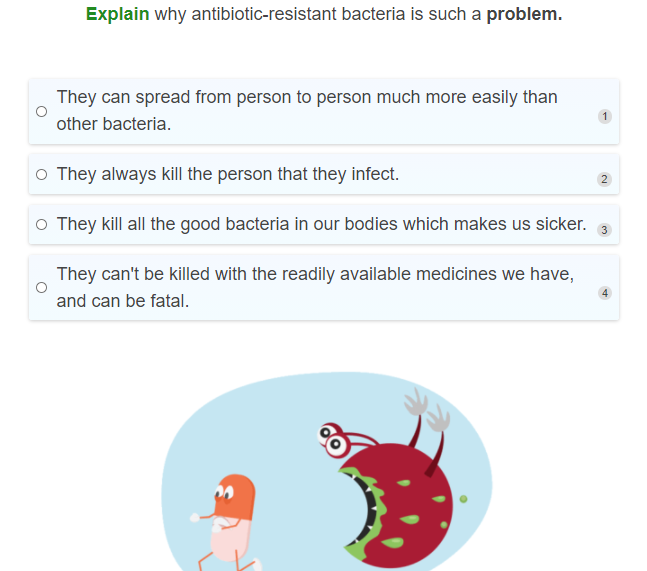 Explain why antibiotic-resistant bacteria is such a problem.
They can spread from person to person much more easily than
other bacteria.
1
They always kill the person that they infect.
2
They kill all the good bacteria in our bodies which makes us sicker.
3
They can't be killed with the readily available medicines we have,
and can be fatal.
4